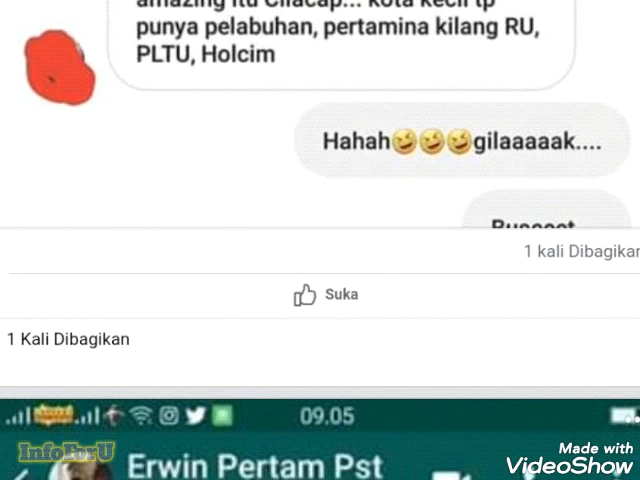 amazing itu Cilacap... kota kecil tp
punya pelabuhan, pertamina kilang RU,
PLTU, Holcim
Hahah🤣🤣🤣gilaaaaak....
1 kali Dibagikan
Suka
1 Kali Dibagikan
09.05
InfoForU
Erwin Pertam Pst
Made with
VideoShow